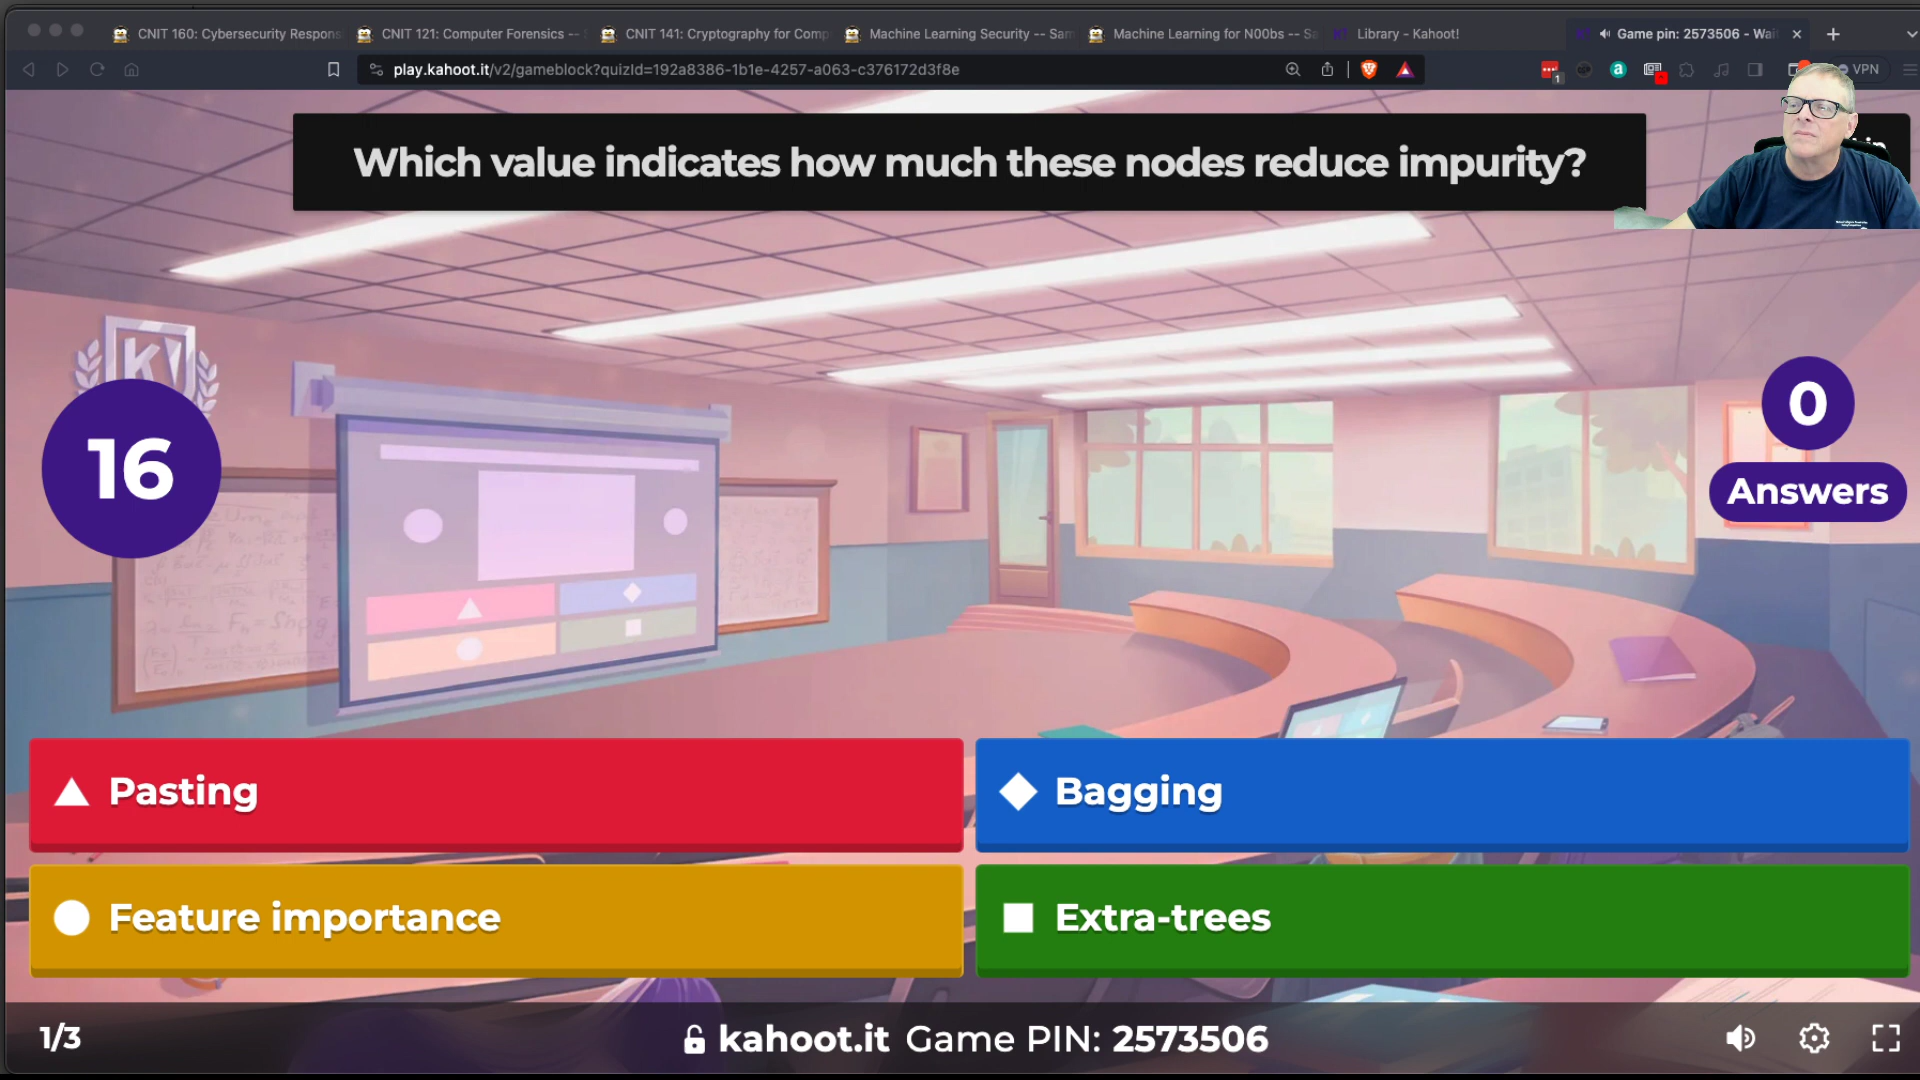 CNIT 160: Cybersecurity Respons
CNIT 121: Computer Forensics --
CNIT 141: Cryptography for Comp
Machine Learning Security -- Sam
Machine Learning for N00bs -- Sa
Library - Kahoot!
Game pin: 2573506 - Wai
play.kahoot.it/v2/gameblock?quizId=192a8386-1b1e-4257-a063-c376172d3f8e
1
a
VPN
Which value indicates how much these nodes reduce impurity?
K!
16
0
Answers
Pasting
Bagging
Feature importance
Extra-trees
1/3
kahoot.it Game PIN: 2573506